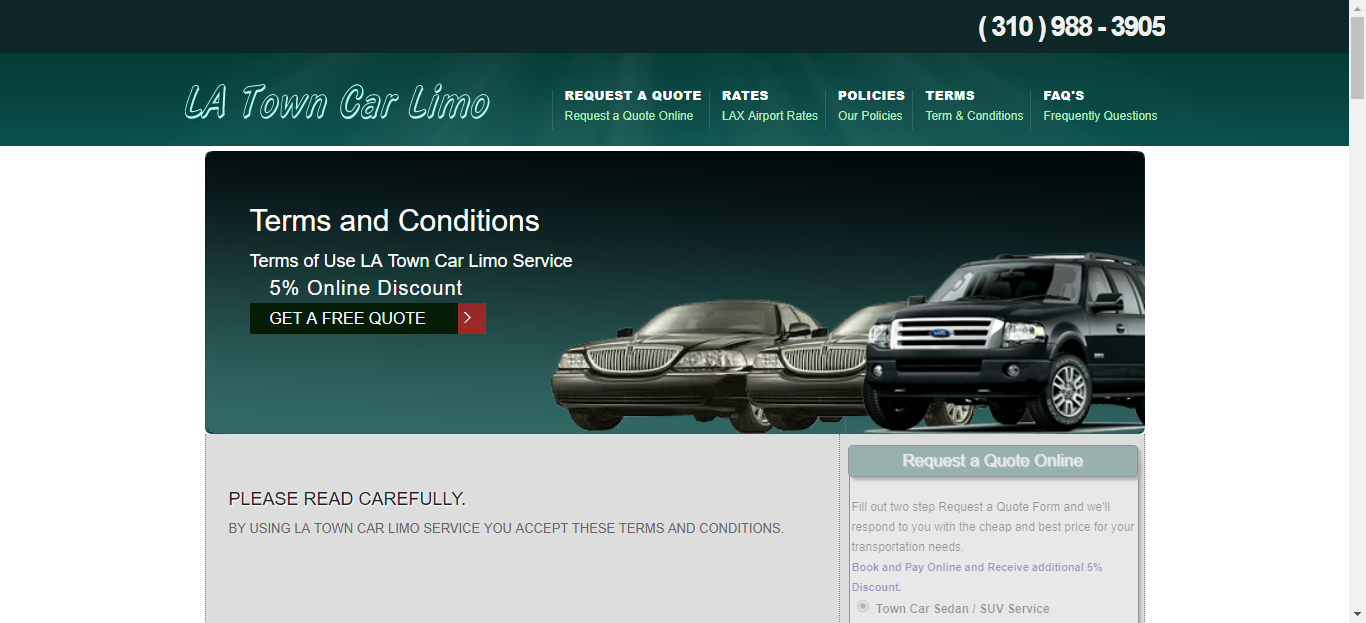 ( 310 ) 988 - 3905
LA Town Car Limo
REQUEST A QUOTE
Request a Quote Online
RATES
LAX Airport Rates
POLICIES
Our Policies
TERMS
Term & Conditions
FAQ'S
Frequently Questions
Terms and Conditions
Terms of Use LA Town Car Limo Service
5% Online Discount
GET A FREE QUOTE
PLEASE READ CAREFULLY.
BY USING LA TOWN CAR LIMO SERVICE YOU ACCEPT THESE TERMS AND CONDITIONS.
Request a Quote Online
Fill out two step Request a Quote Form and we'll
respond to you with the cheap and best price for your
transportation needs.
Book and Pay Online and Receive additional 5%
Discount.
Town Car Sedan / SUV Service